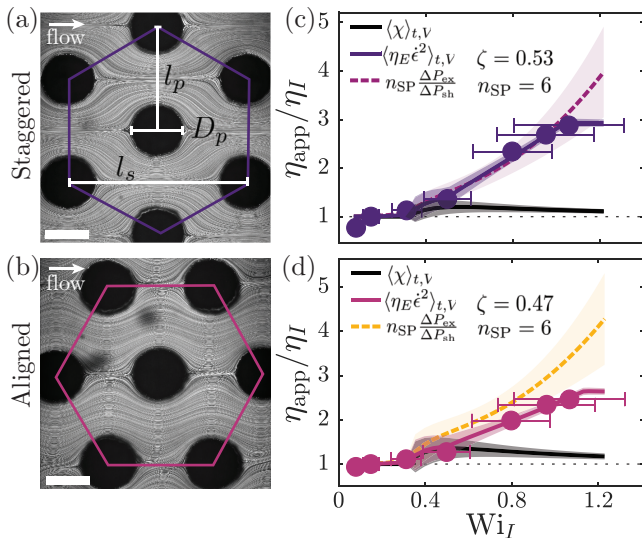 (a)
flow
l_p
D_p
l_s
Staggered
(b)
flow
Aligned
(c)
⟨χ⟩_{t,V}
⟨η_E ε̇²⟩_{t,V} ζ = 0.53
n_SP ΔP_ex/ΔP_sh n_SP = 6
η_app/η_I
5
4
3
2
1
(d)
⟨χ⟩_{t,V}
⟨η_E ε̇²⟩_{t,V} ζ = 0.47
n_SP ΔP_ex/ΔP_sh n_SP = 6
η_app/η_I
5
4
3
2
1
0 0.4 0.8 1.2
Wi_I